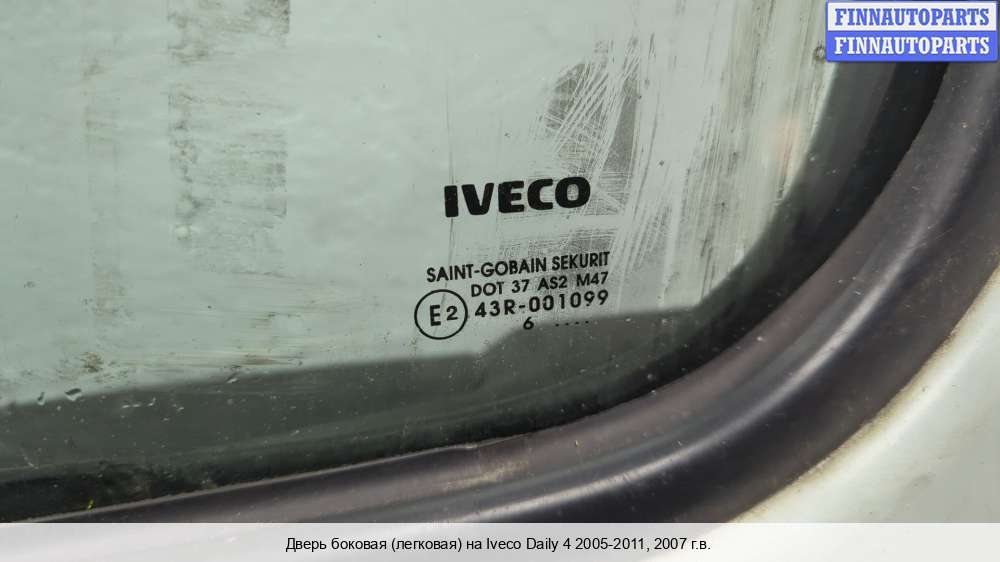 FINNAUTOPARTS
FINNAUTOPARTS
IVECO
SAINT-GOBAIN SEKURIT
DOT 37 AS2 M47
E2 43R-001099
6 ....
Дверь боковая (легковая) на Iveco Daily 4 2005-2011, 2007 г.в.